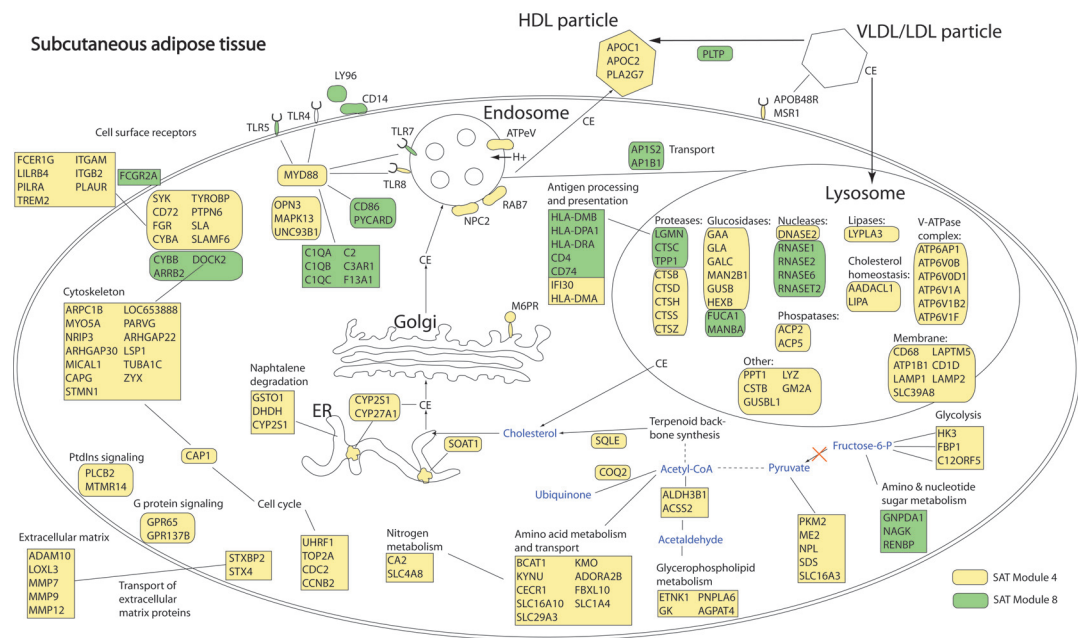 Subcutaneous adipose tissue
HDL particle
VLDL/LDL particle
APOC1
APOC2
PLA2G7
PLTP
CE
APOB48R
MSR1
CE
LY96
CD14
TLR4
TLR5
Endosome
TLR7
ATPeV
H+
TLR8
RAB7
NPC2
MYD88
OPN3
MAPK13
UNC93B1
CD86
PYCARD
C1QA C2
C1QB C3AR1
C1QC F13A1
Cell surface receptors
FCER1G ITGAM
LILRB4 ITGB2
PILRA PLAUR
TREM2
FCGR2A
SYK TYROBP
CD72 PTPN6
FGR SLA
CYBA SLAMF6
CYBB DOCK2
ARRB2
Cytoskeleton
ARPC1B LOC653888
MYO5A PARVG
NRIP3 ARHGAP22
ARHGAP30 LSP1
MICAL1 TUBA1C
CAPG ZYX
STMN1
AP1S2
AP1B1
Transport
Antigen processing
and presentation
HLA-DMB
HLA-DPA1
HLA-DRA
CD4
CD74
IFI30
HLA-DMA
Lysosome
Proteases:
LGMN
CTSC
TPP1
CTSB
CTSD
CTSH
CTSS
CTSZ
Glucosidases:
GAA
GLA
GALC
MAN2B1
GUSB
HEXB
FUCA1
MANBA
Nucleases:
DNASE2
RNASE1
RNASE2
RNASE6
RNASET2
Lipases:
LYPLA3
Cholesterol
homeostasis:
AADACL1
LIPA
V-ATPase
complex:
ATP6AP1
ATP6V0B
ATP6V0D1
ATP6V1A
ATP6V1B2
ATP6V1F
Phospatases:
ACP2
ACP5
Other:
PPT1 LYZ
CSTB GM2A
GUSBL1
Membrane:
CD68 LAPTM5
ATP1B1 CD1D
LAMP1 LAMP2
SLC39A8
CE
Golgi
M6PR
CE
CE
Naphtalene
degradation
GSTO1
DHDH
CYP2S1
CYP2S1
CYP27A1
ER
SOAT1
Cholesterol
SQLE
Terpenoid back-
bone synthesis
COQ2
Ubiquinone
Acetyl-CoA
Pyruvate
Fructose-6-P
Glycolysis
HK3
FBP1
C12ORF5
Amino & nucleotide
sugar metabolism
GNPDA1
NAGK
RENBP
ALDH3B1
ACSS2
Acetaldehyde
PKM2
ME2
NPL
SDS
SLC16A3
Glycerophospholipid
metabolism
ETNK1 PNPLA6
GK AGPAT4
Amino acid metabolism
and transport
BCAT1 KMO
KYNU ADORA2B
CECR1 FBXL10
SLC16A10 SLC1A4
SLC29A3
Nitrogen
metabolism
CA2
SLC4A8
CAP1
Cell cycle
UHRF1
TOP2A
CDC2
CCNB2
PtdIns signaling
PLCB2
MTMR14
G protein signaling
GPR65
GPR137B
Extracellular matrix
ADAM10
LOXL3
MMP7
MMP9
MMP12
STXBP2
STX4
Transport of
extracellular
matrix proteins
SAT Module 4
SAT Module 8